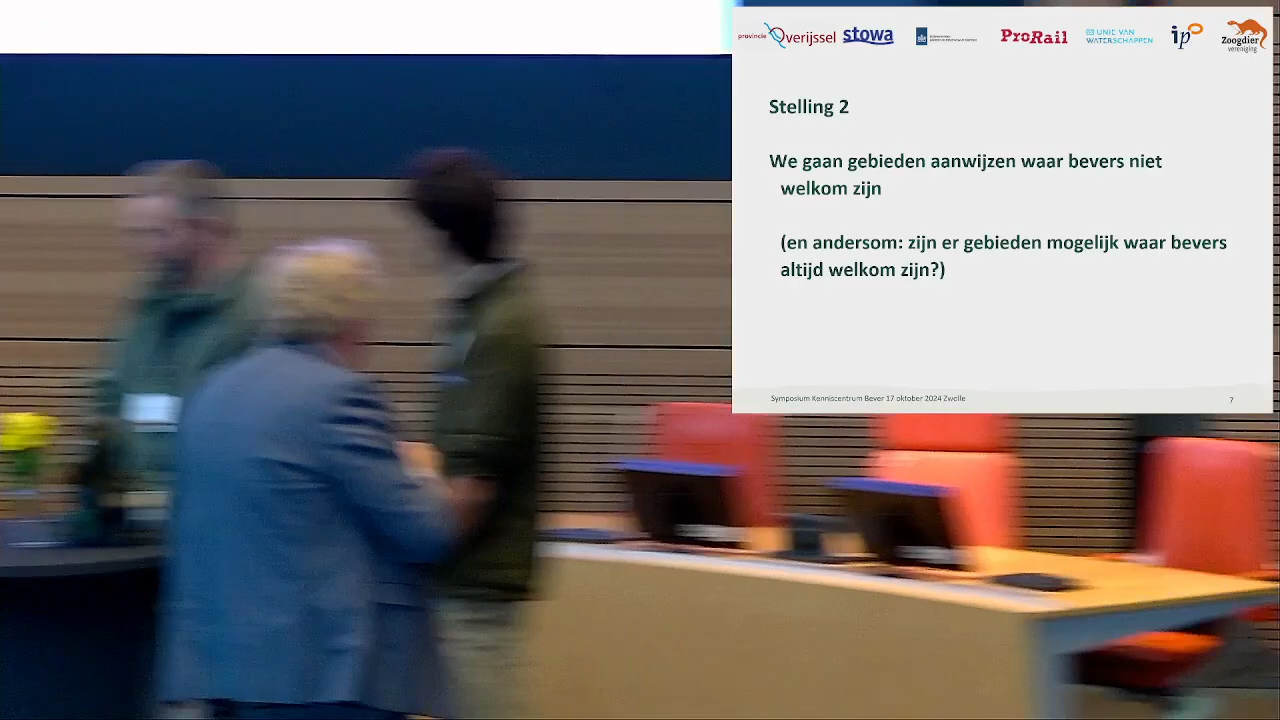 provincie Overijssel stowa ProRail UNIE VAN WATERSCHAPPEN ipo Zoogdier vereniging
Stelling 2
We gaan gebieden aanwijzen waar bevers niet
welkom zijn
(en andersom: zijn er gebieden mogelijk waar bevers
altijd welkom zijn?)
Symposium Kenniscentrum Bever 17 oktober 2024 Zwolle 7